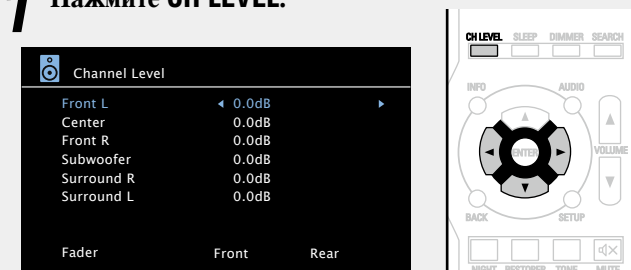 1 Нажмите CH LEVEL.
Channel Level
Front L 0.0dB
Center 0.0dB
Front R 0.0dB
Subwoofer 0.0dB
Surround R 0.0dB
Surround L 0.0dB
Fader Front Rear
CH LEVEL SLEEP DIMMER SEARCH
INFO AUDIO
ENTER
VOLUME
BACK SETUP
NIGHT RESTORER TONE MUTE